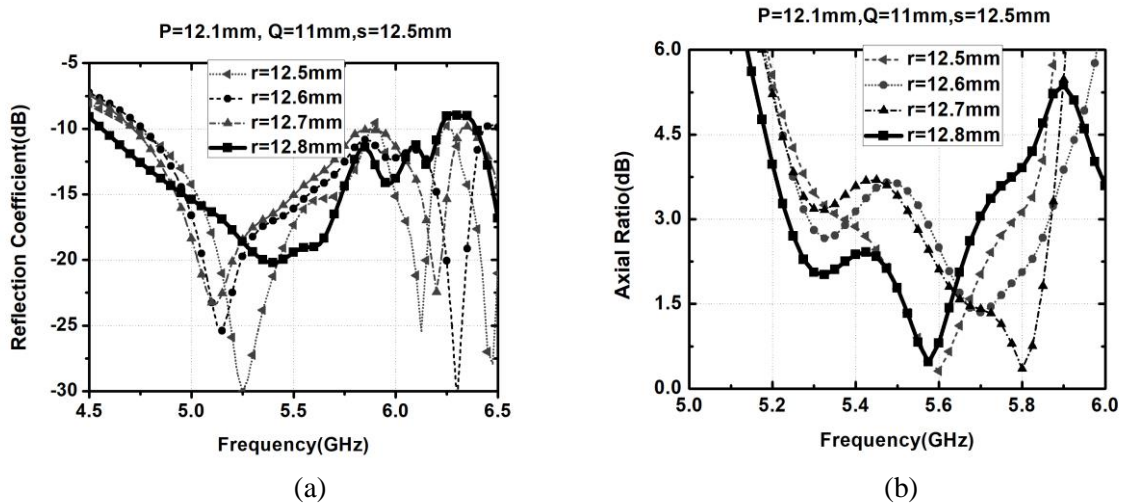 P=12.1mm, Q=11mm,s=12.5mm
Reflection Coefficient(dB)
-5
-10
-15
-20
-25
-30
r=12.5mm
r=12.6mm
r=12.7mm
r=12.8mm
4.5 5.0 5.5 6.0 6.5
Frequency(GHz)
(a)
P=12.1mm,Q=11mm,s=12.5mm
Axial Ratio(dB)
6.0
4.5
3.0
1.5
0.0
r=12.5mm
r=12.6mm
r=12.7mm
r=12.8mm
5.0 5.2 5.4 5.6 5.8 6.0
Frequency(GHz)
(b)